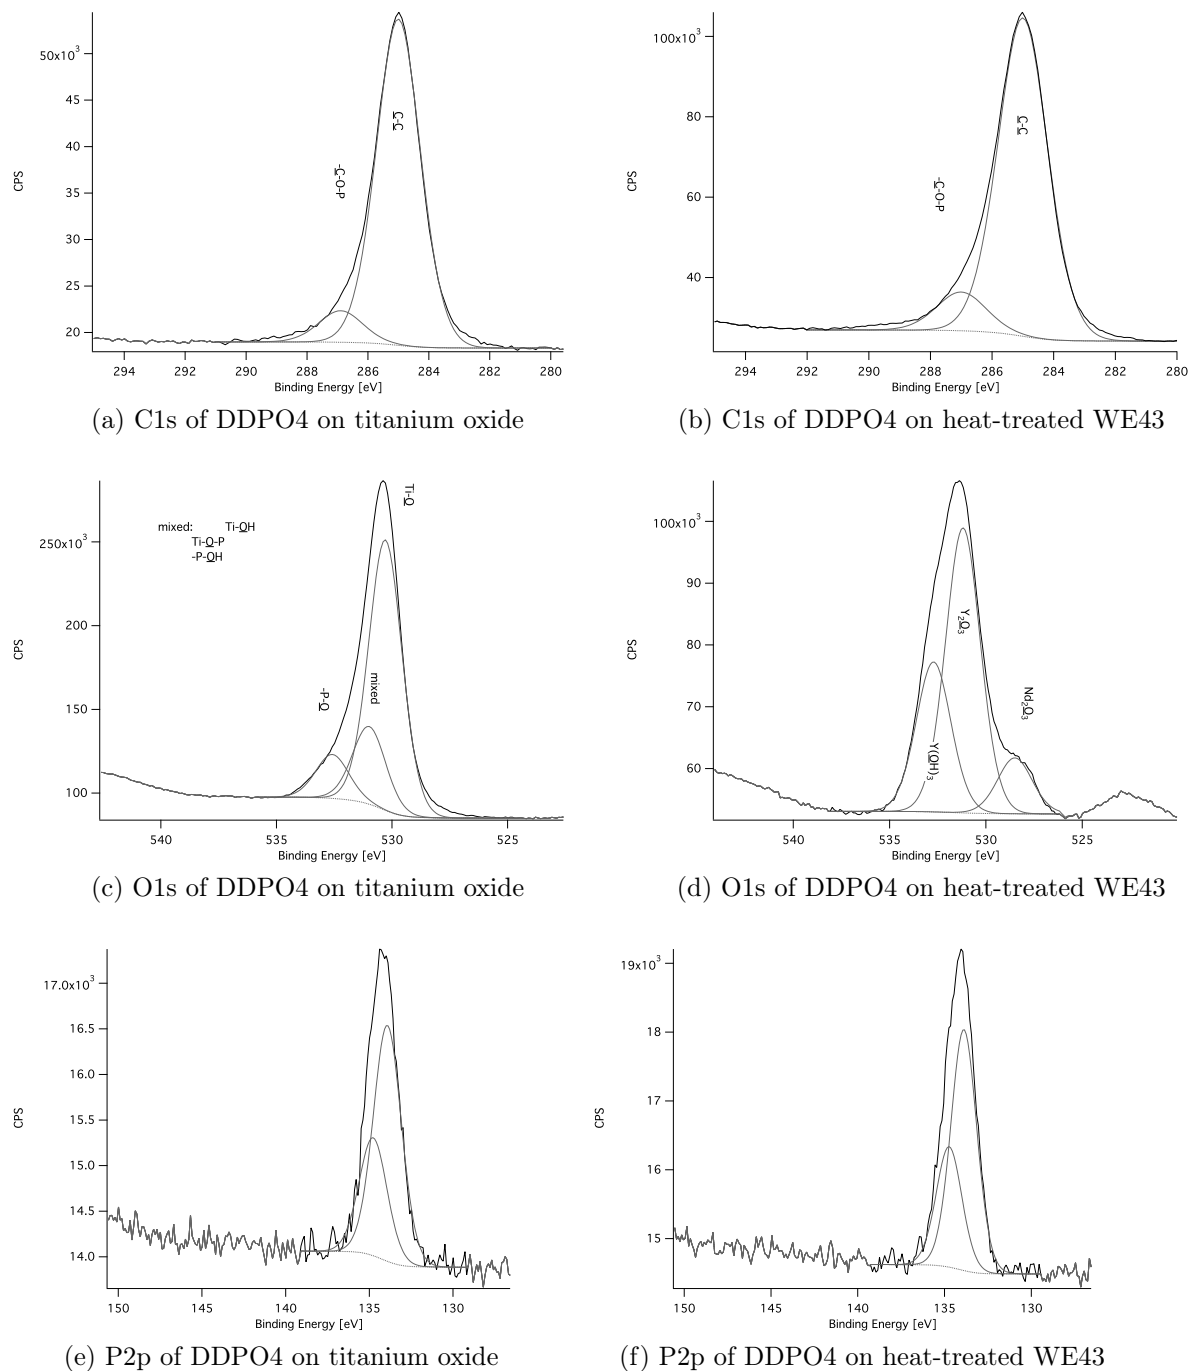 50x10³
45
40
35
30
25
20
CPS
C-C
-C-O-P
294
292
290
288
286
284
282
280
Binding Energy [eV]
(a) C1s of DDPO4 on titanium oxide
100x10³
80
60
40
CPS
C-C
-C-O-P
294
292
290
288
286
284
282
280
Binding Energy [eV]
(b) C1s of DDPO4 on heat-treated WE43
250x10³
200
150
100
CPS
mixed: Ti-OH
Ti-O-P
-P-OH
Ti-O
-P-O
mixed
540
535
530
525
Binding Energy [eV]
(c) O1s of DDPO4 on titanium oxide
100x10³
90
80
70
60
CPS
Y₂O₃
Nd₂O₃
Y(OH)₃
540
535
530
525
Binding Energy [eV]
(d) O1s of DDPO4 on heat-treated WE43
17.0x10³
16.5
16.0
15.5
15.0
14.5
14.0
CPS
150
145
140
135
130
Binding Energy [eV]
(e) P2p of DDPO4 on titanium oxide
19x10³
18
17
16
15
CPS
150
145
140
135
130
Binding Energy [eV]
(f) P2p of DDPO4 on heat-treated WE43